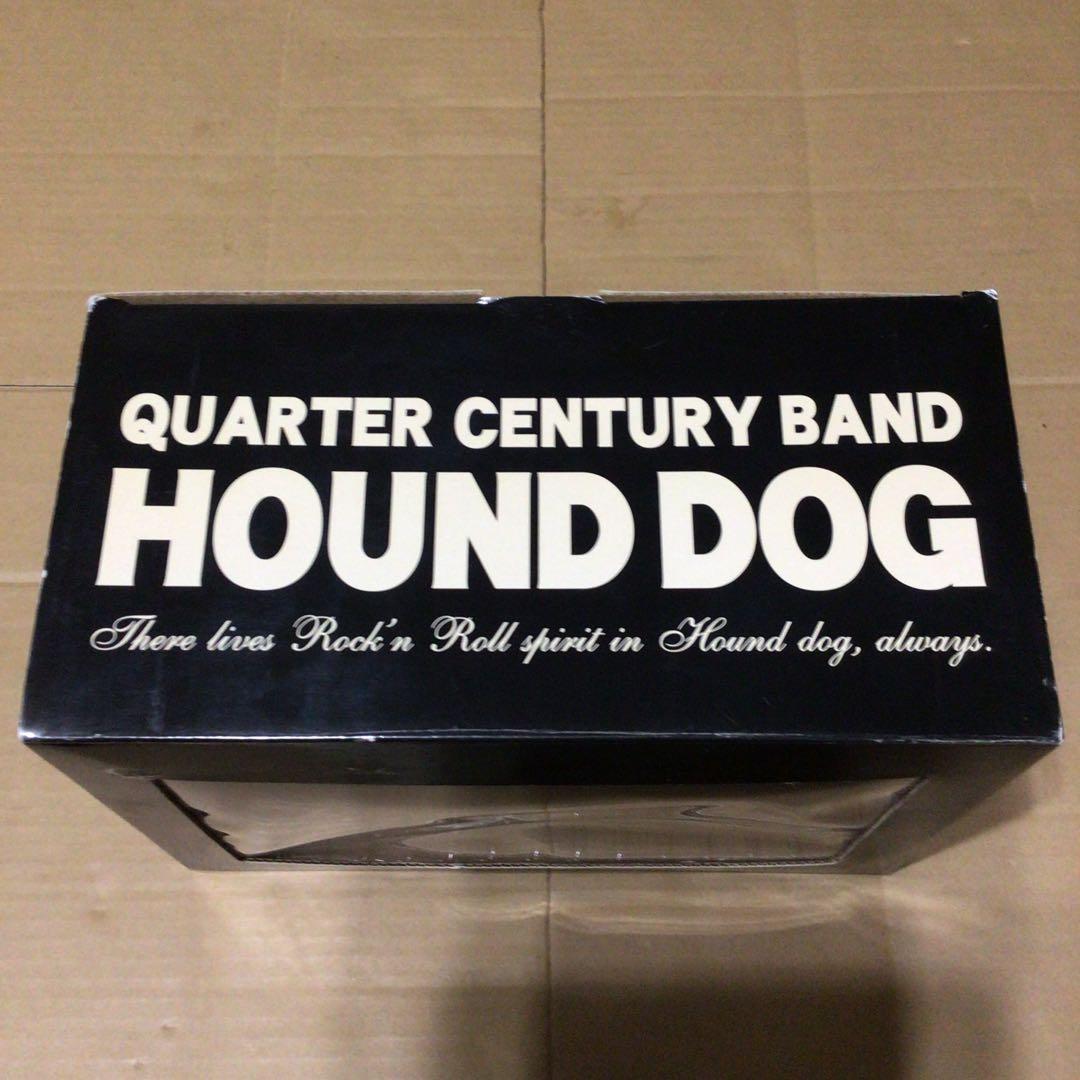 QUARTER CENTURY BAND
HOUND DOG
There lives Rock'n Roll spirit in Hound dog, always.